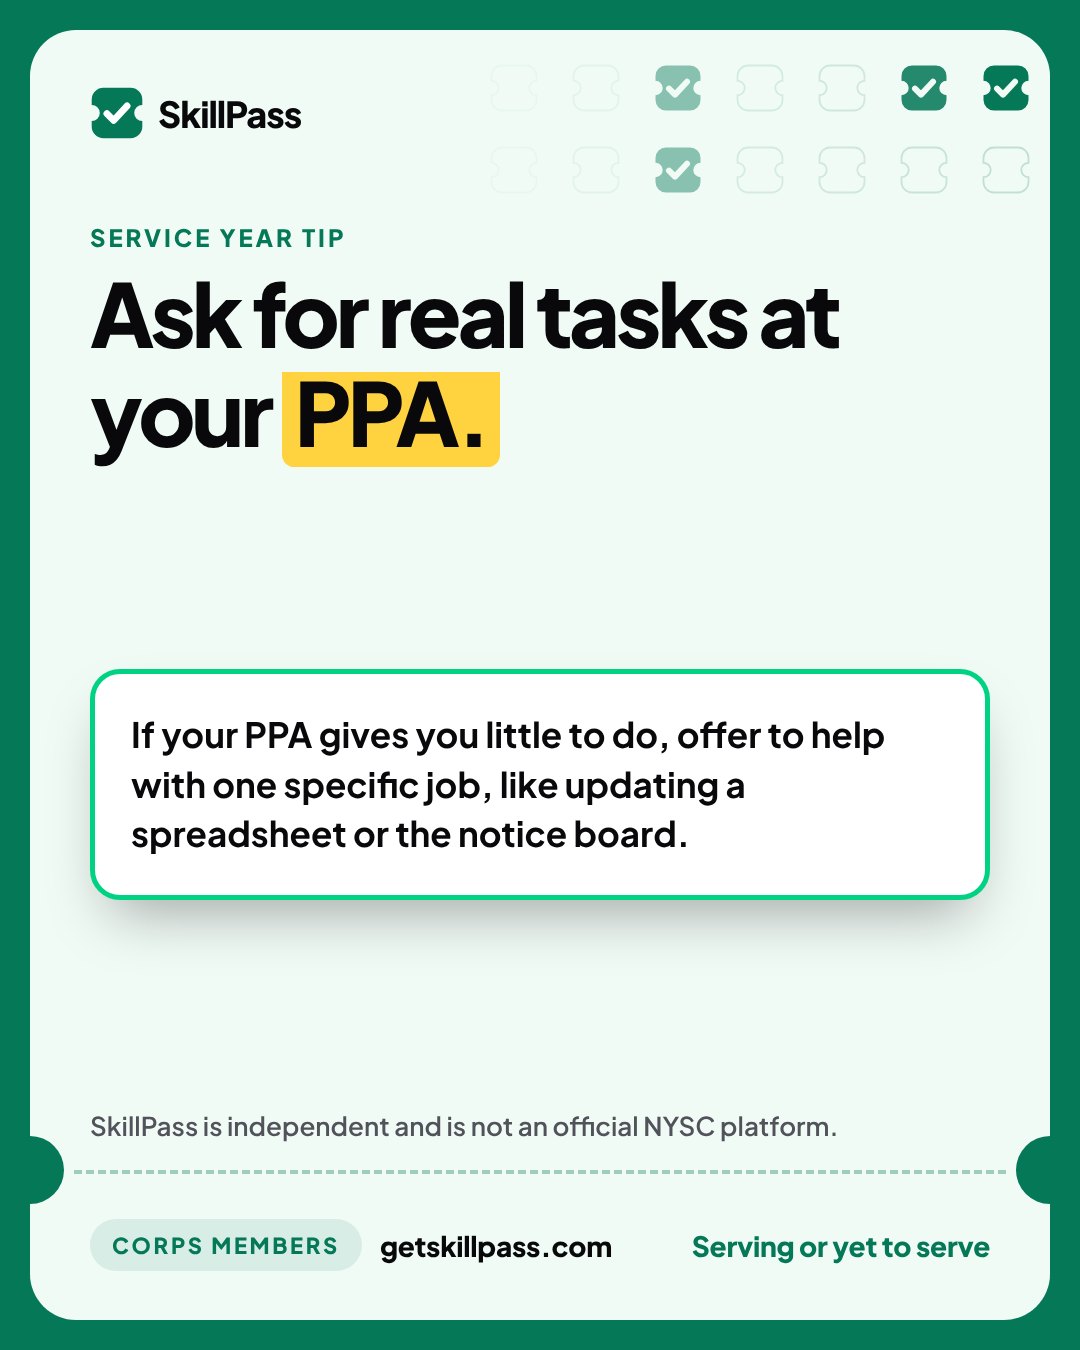 SkillPass
SERVICE YEAR TIP
Ask for real tasks at
your PPA.
If your PPA gives you little to do, offer to help
with one specific job, like updating a
spreadsheet or the notice board.
SkillPass is independent and is not an official NYSC platform.
CORPS MEMBERS getskillpass.com Serving or yet to serve